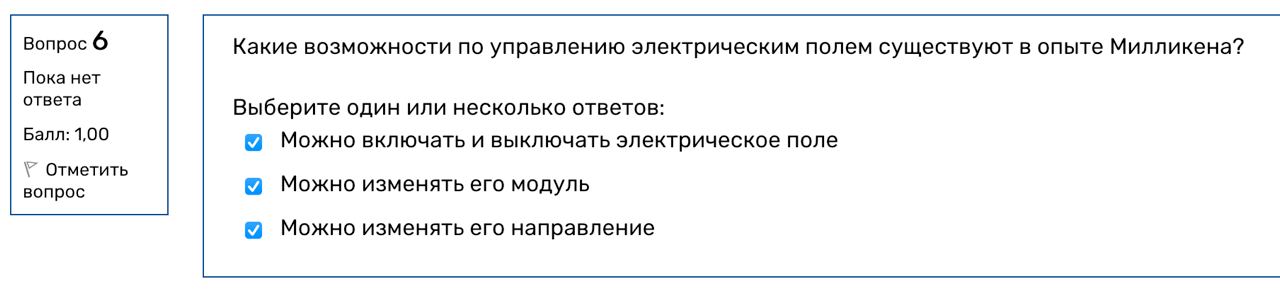 Вопрос 6
Пока нет
ответа
Балл: 1,00
Отметить
вопрос
Какие возможности по управлению электрическим полем существуют в опыте Милликена?
Выберите один или несколько ответов:
Можно включать и выключать электрическое поле
Можно изменять его модуль
Можно изменять его направление